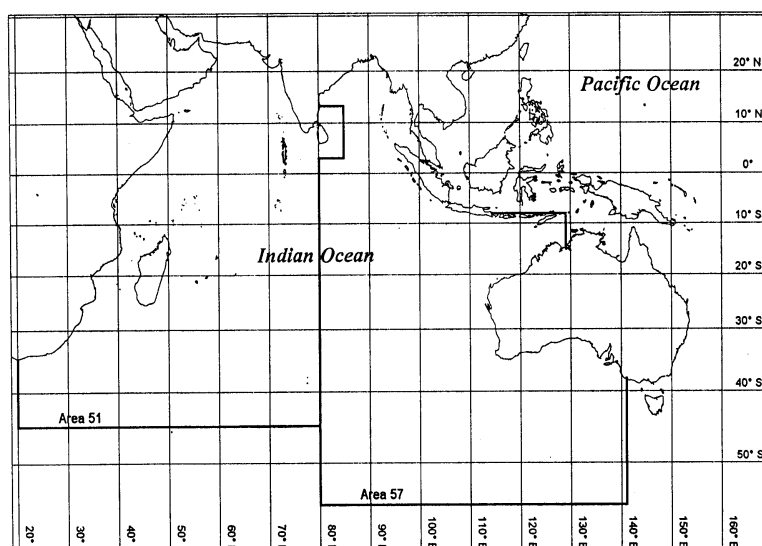 20° N
Pacific Ocean
10° N
0°
10° S
Indian Ocean
20° S
30° S
40° S
Area 51
50° S
Area 57
20°
30° E
40° E
50°
60° E
70° E
80° E
90° E
100° E
110° E
120° E
130° E
140° E
150° E
160° E